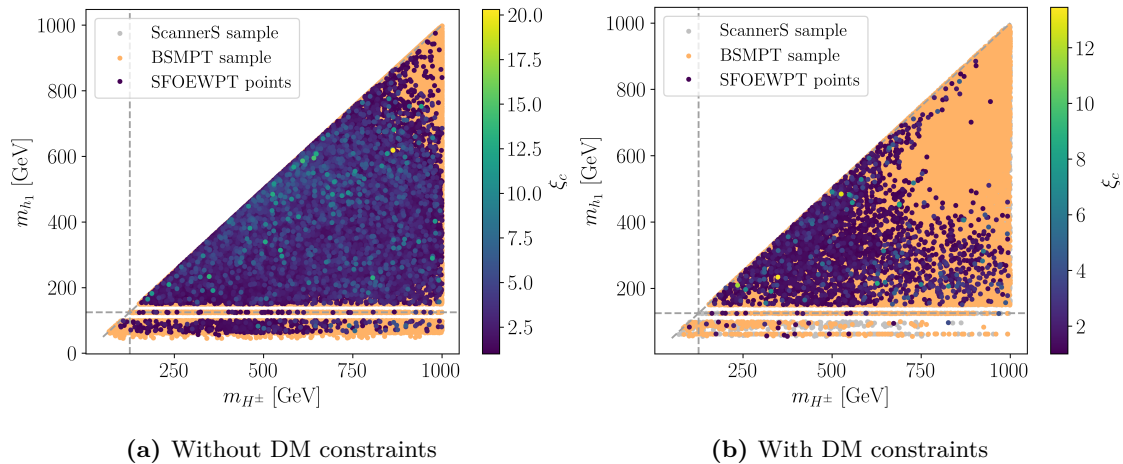 ScannerS sample
BSMPT sample
SFOEWPT points
1000
800
600
400
200
0
m_{h_1} [GeV]
250
500
750
1000
m_{H^±} [GeV]
20.0
17.5
15.0
12.5
10.0
7.5
5.0
2.5
ξ_c
(a) Without DM constraints
ScannerS sample
BSMPT sample
SFOEWPT points
1000
800
600
400
200
m_{h_1} [GeV]
250
500
750
1000
m_{H^±} [GeV]
12
10
8
6
4
2
ξ_c
(b) With DM constraints